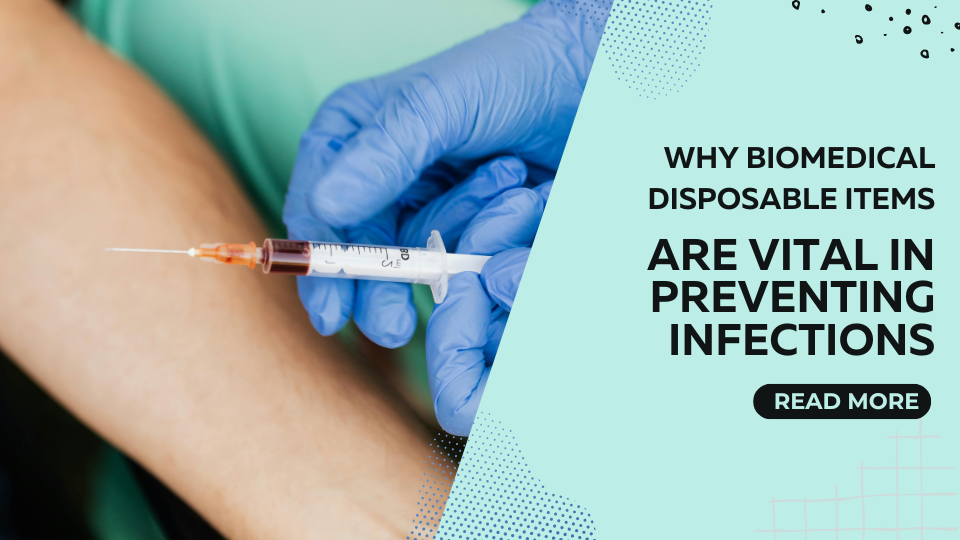 WHY BIOMEDICAL
DISPOSABLE ITEMS
ARE VITAL IN
PREVENTING
INFECTIONS
READ MORE